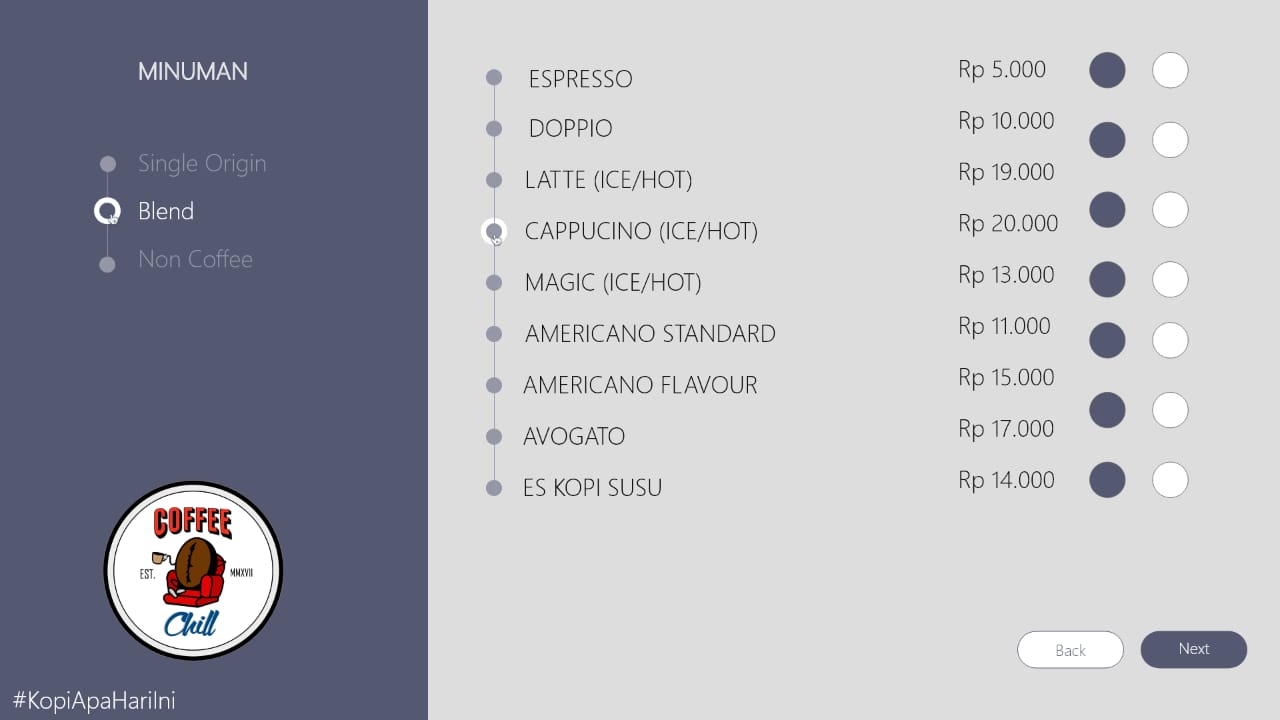 MINUMAN
Single Origin
Blend
Non Coffee
COFFEE
EST. MMXVII
Chill
#KopiApaHariIni
ESPRESSO Rp 5.000
DOPPIO Rp 10.000
LATTE (ICE/HOT) Rp 19.000
CAPPUCINO (ICE/HOT) Rp 20.000
MAGIC (ICE/HOT) Rp 13.000
AMERICANO STANDARD Rp 11.000
AMERICANO FLAVOUR Rp 15.000
AVOGATO Rp 17.000
ES KOPI SUSU Rp 14.000
Back Next